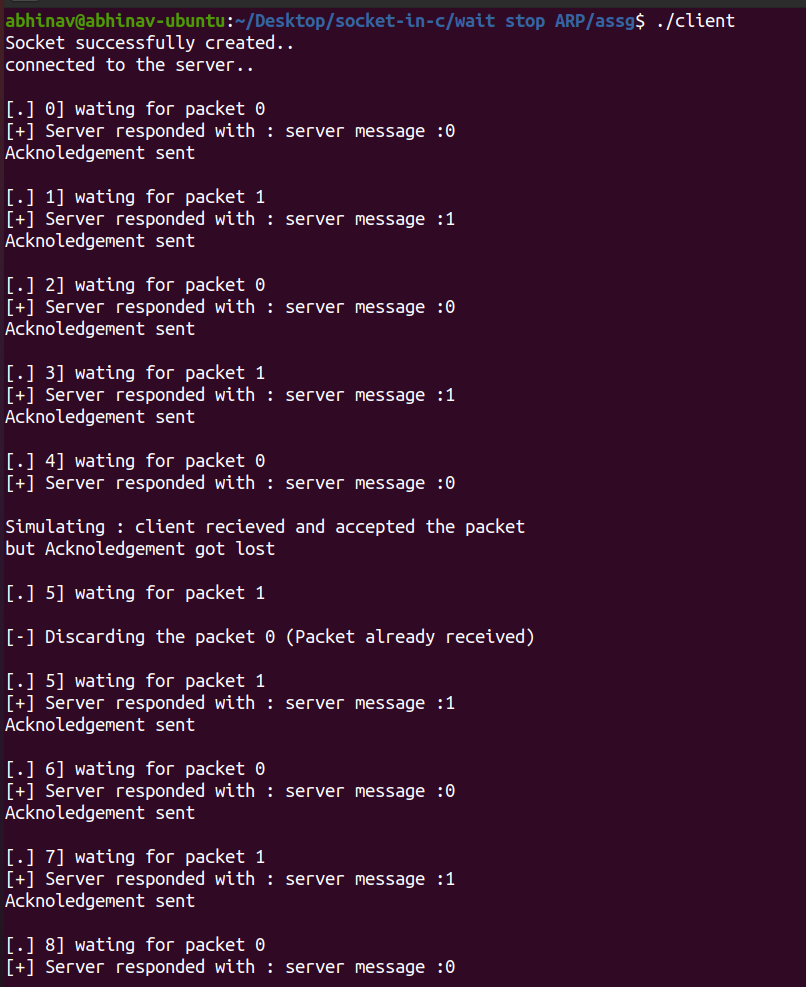 abhinav@abhinav-ubuntu:~/Desktop/socket-in-c/wait stop ARP/assg$ ./client
Socket successfully created..
connected to the server..
[.] 0] wating for packet 0
[+] Server responded with : server message :0
Acknoledgement sent
[.] 1] wating for packet 1
[+] Server responded with : server message :1
Acknoledgement sent
[.] 2] wating for packet 0
[+] Server responded with : server message :0
Acknoledgement sent
[.] 3] wating for packet 1
[+] Server responded with : server message :1
Acknoledgement sent
[.] 4] wating for packet 0
[+] Server responded with : server message :0
Simulating : client recieved and accepted the packet
but Acknoledgement got lost
[.] 5] wating for packet 1
[-] Discarding the packet 0 (Packet already received)
[.] 5] wating for packet 1
[+] Server responded with : server message :1
Acknoledgement sent
[.] 6] wating for packet 0
[+] Server responded with : server message :0
Acknoledgement sent
[.] 7] wating for packet 1
[+] Server responded with : server message :1
Acknoledgement sent
[.] 8] wating for packet 0
[+] Server responded with : server message :0